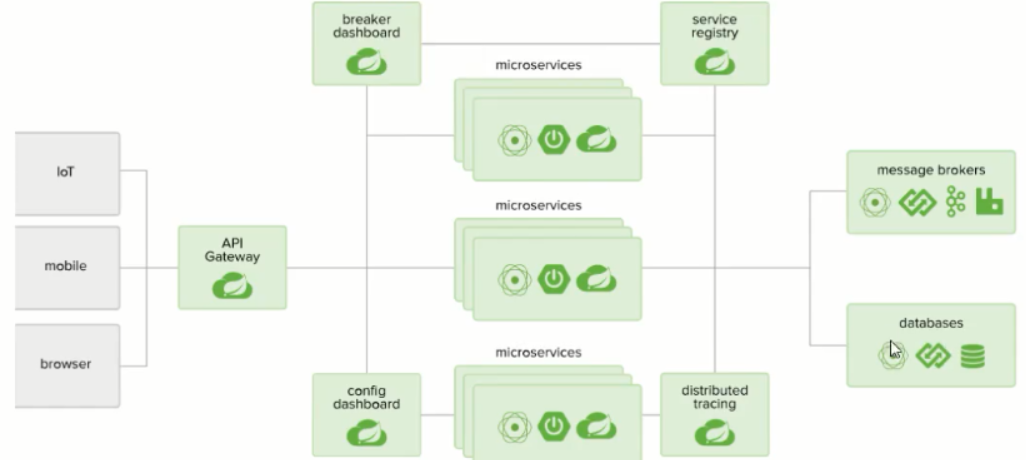 breaker
dashboard
service
registry
microservices
IoT
message brokers
microservices
API
Gateway
mobile
databases
microservices
browser
config
dashboard
distributed
tracing